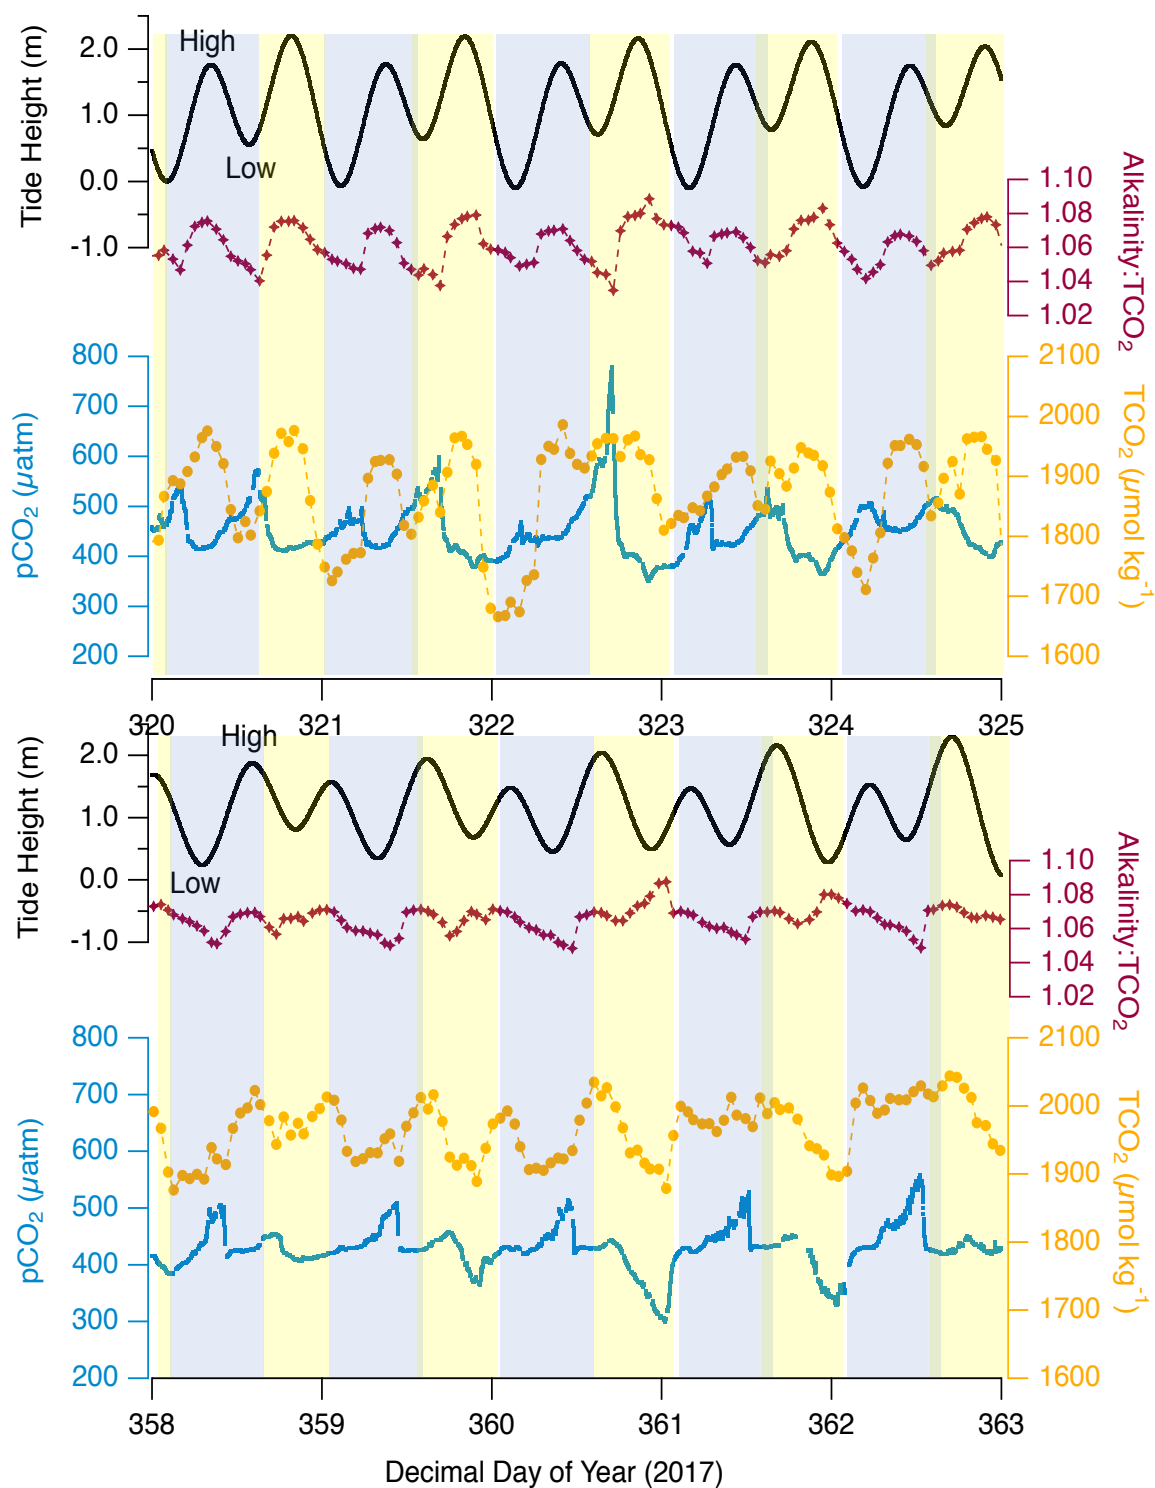 High
Low
Tide Height (m)
2.0
1.0
0.0
-1.0
Alkalinity:TCO₂
1.10
1.08
1.06
1.04
1.02
pCO₂ (µatm)
800
700
600
500
400
300
200
TCO₂ (µmol kg⁻¹)
2100
2000
1900
1800
1700
1600
320 321 322 323 324 325
High
Low
Tide Height (m)
2.0
1.0
0.0
-1.0
Alkalinity:TCO₂
1.10
1.08
1.06
1.04
1.02
pCO₂ (µatm)
800
700
600
500
400
300
200
TCO₂ (µmol kg⁻¹)
2100
2000
1900
1800
1700
1600
358 359 360 361 362 363
Decimal Day of Year (2017)